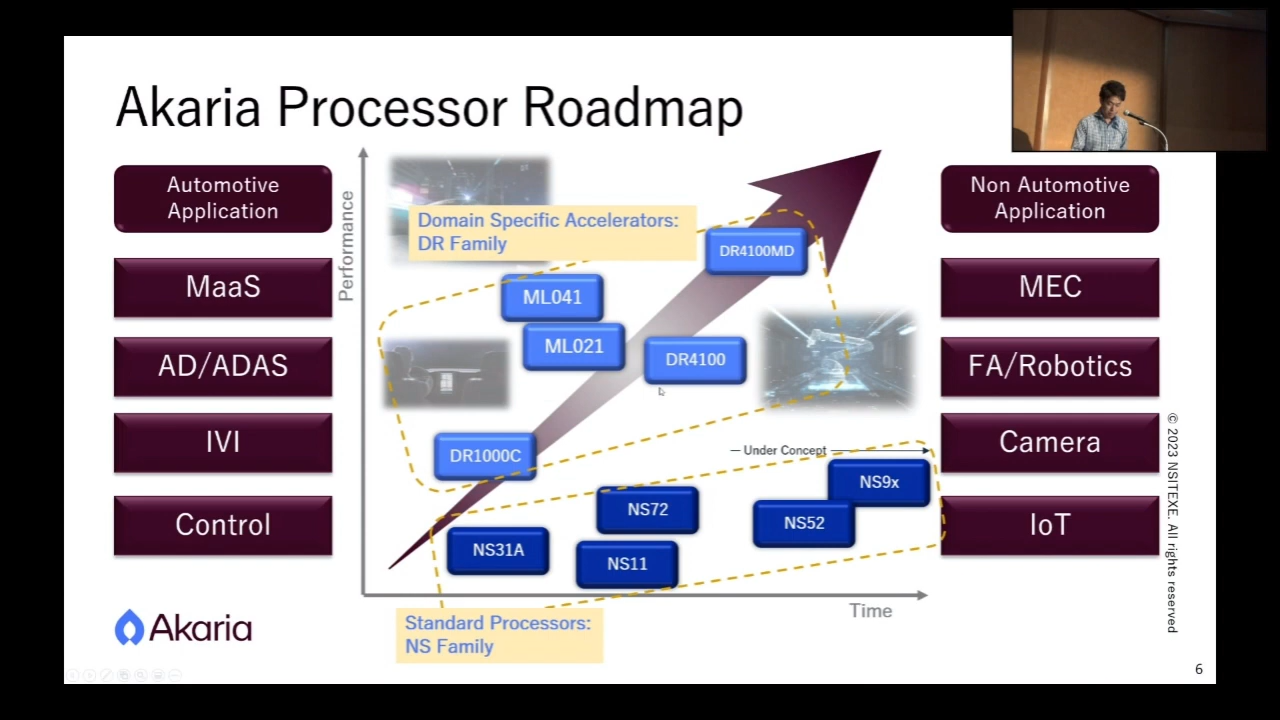 Akaria Processor Roadmap
Automotive
Application
MaaS
AD/ADAS
IVI
Control
Performance
Domain Specific Accelerators:
DR Family
DR4100MD
ML041
ML021
DR4100
DR1000C
Under Concept
NS9x
NS72
NS52
NS31A
NS11
Time
Standard Processors:
NS Family
Non Automotive
Application
MEC
FA/Robotics
Camera
IoT
© 2023 NSITEXE. All rights reserved
Akaria
6